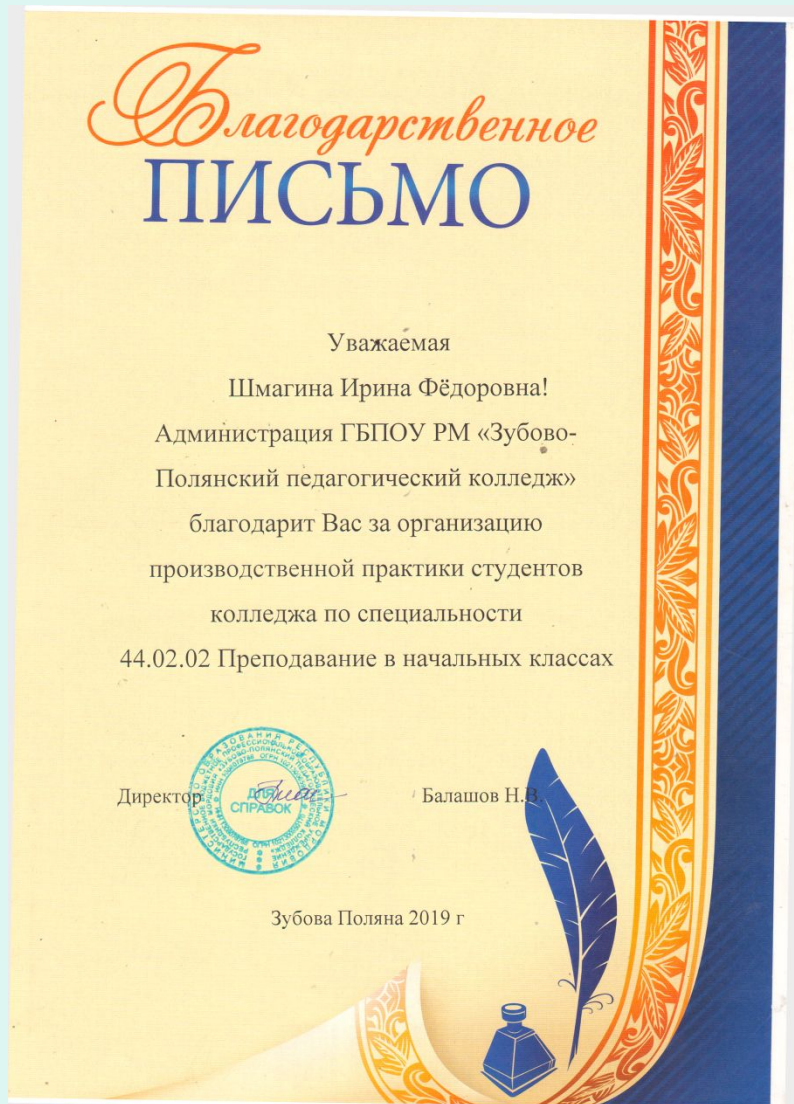 Благодарственное
ПИСЬМО
Уважаемая
Шмагина Ирина Фёдоровна!
Администрация ГБПОУ РМ «Зубово-
Полянский педагогический колледж»
благодарит Вас за организацию
производственной практики студентов
колледжа по специальности
44.02.02 Преподавание в начальных классах
Директор
ДЛЯ
СПРАВОК
Балашов Н.В.
Зубова Поляна 2019 г